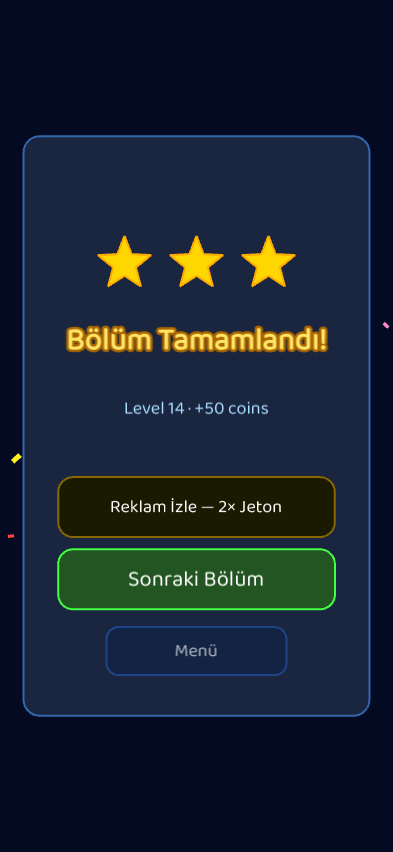 Bölüm Tamamlandı!
Level 14 · +50 coins
Reklam İzle — 2× Jeton
Sonraki Bölüm
Menü